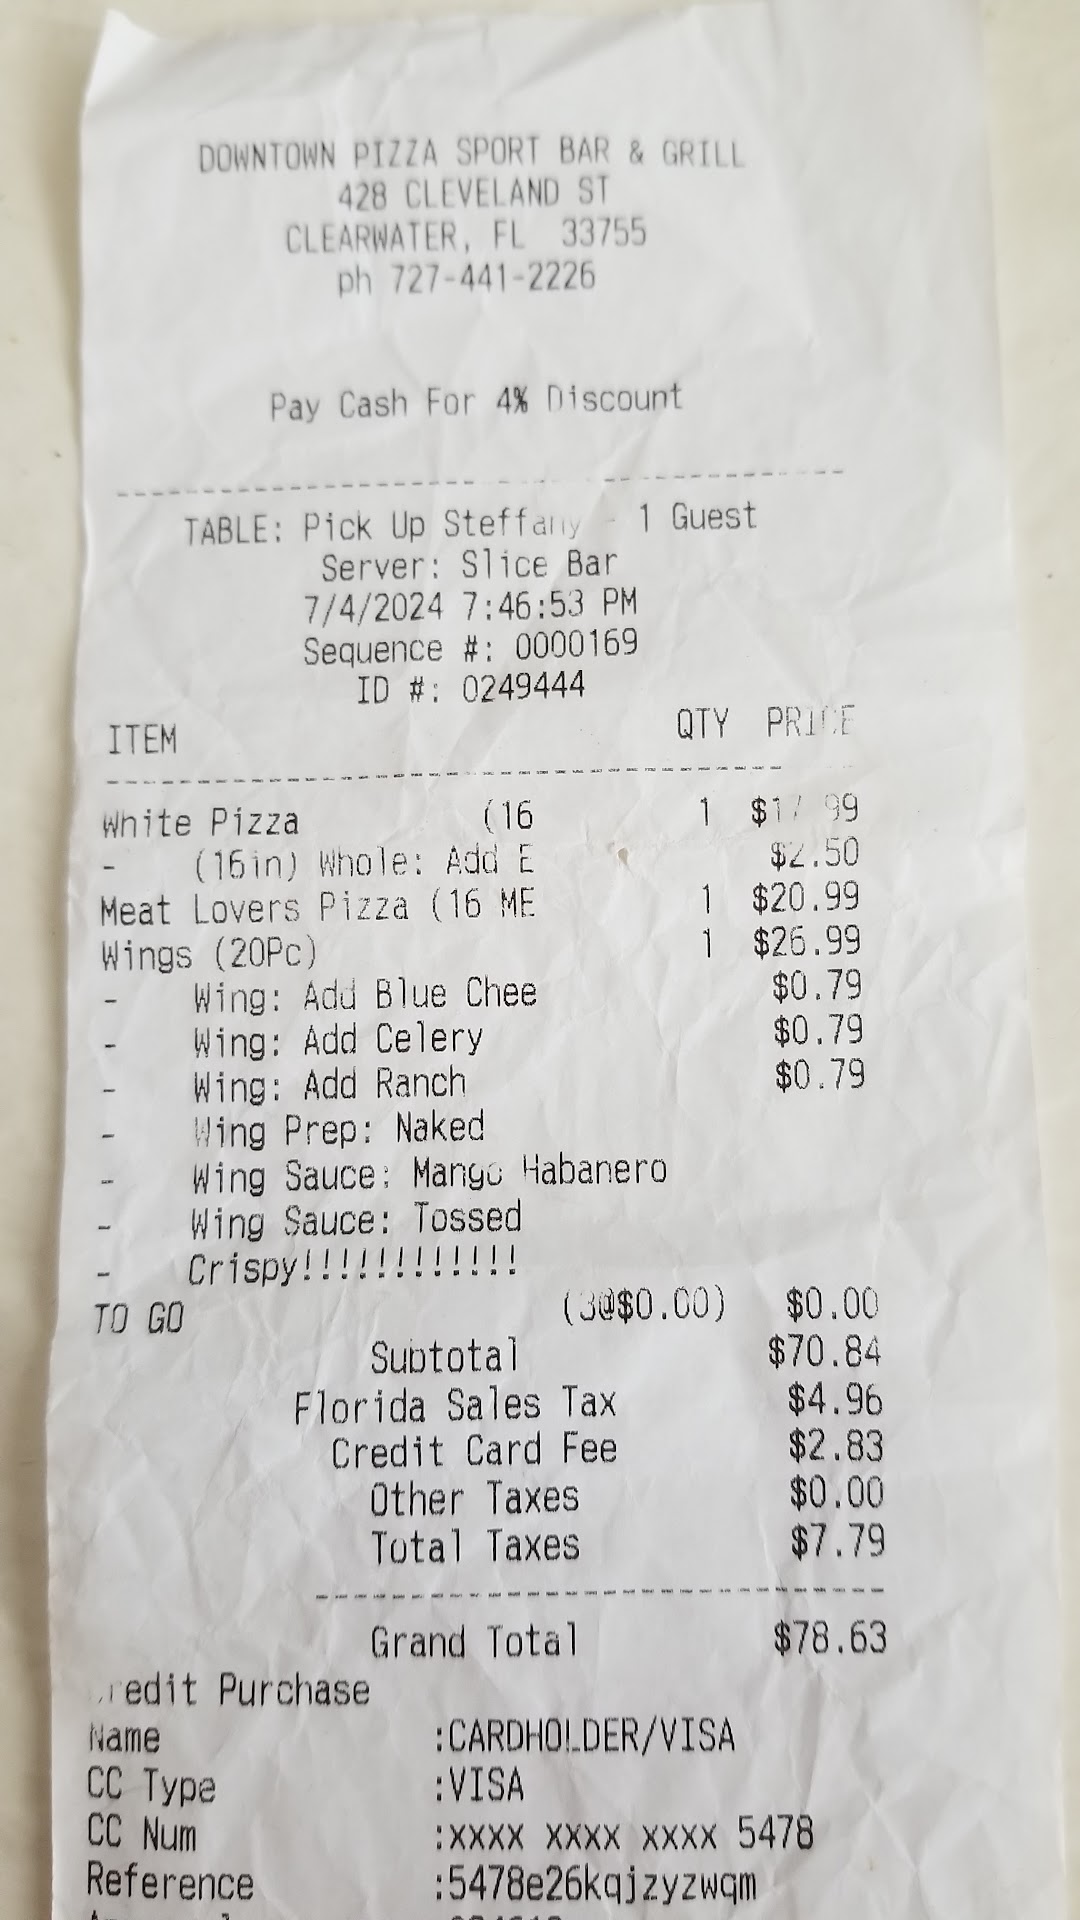 DOWNTOWN PIZZA SPORT BAR & GRILL
428 CLEVELAND ST
CLEARWATER, FL 33755
ph 727-441-2226
Pay Cash For 4% Discount
TABLE: Pick Up Steffany - 1 Guest
Server: Slice Bar
7/4/2024 7:46:53 PM
Sequence #: 0000169
ID #: 0249444
ITEM QTY PRICE
White Pizza (16 1 $17.99
- (16in) Whole: Add E $2.50
Meat Lovers Pizza (16 ME 1 $20.99
Wings (20Pc) 1 $26.99
- Wing: Add Blue Chee $0.79
- Wing: Add Celery $0.79
- Wing: Add Ranch $0.79
- Wing Prep: Naked
- Wing Sauce: Mango Habanero
- Wing Sauce: Tossed
- Crispy!!!!!!!!!!!!
TO GO (3@$0.00) $0.00
Subtotal $70.84
Florida Sales Tax $4.96
Credit Card Fee $2.83
Other Taxes $0.00
Total Taxes $7.79
Grand Total $78.63
Credit Purchase
Name :CARDHOLDER/VISA
CC Type :VISA
CC Num :xxxx xxxx xxxx 5478
Reference :5478e26kqjzyzwqm